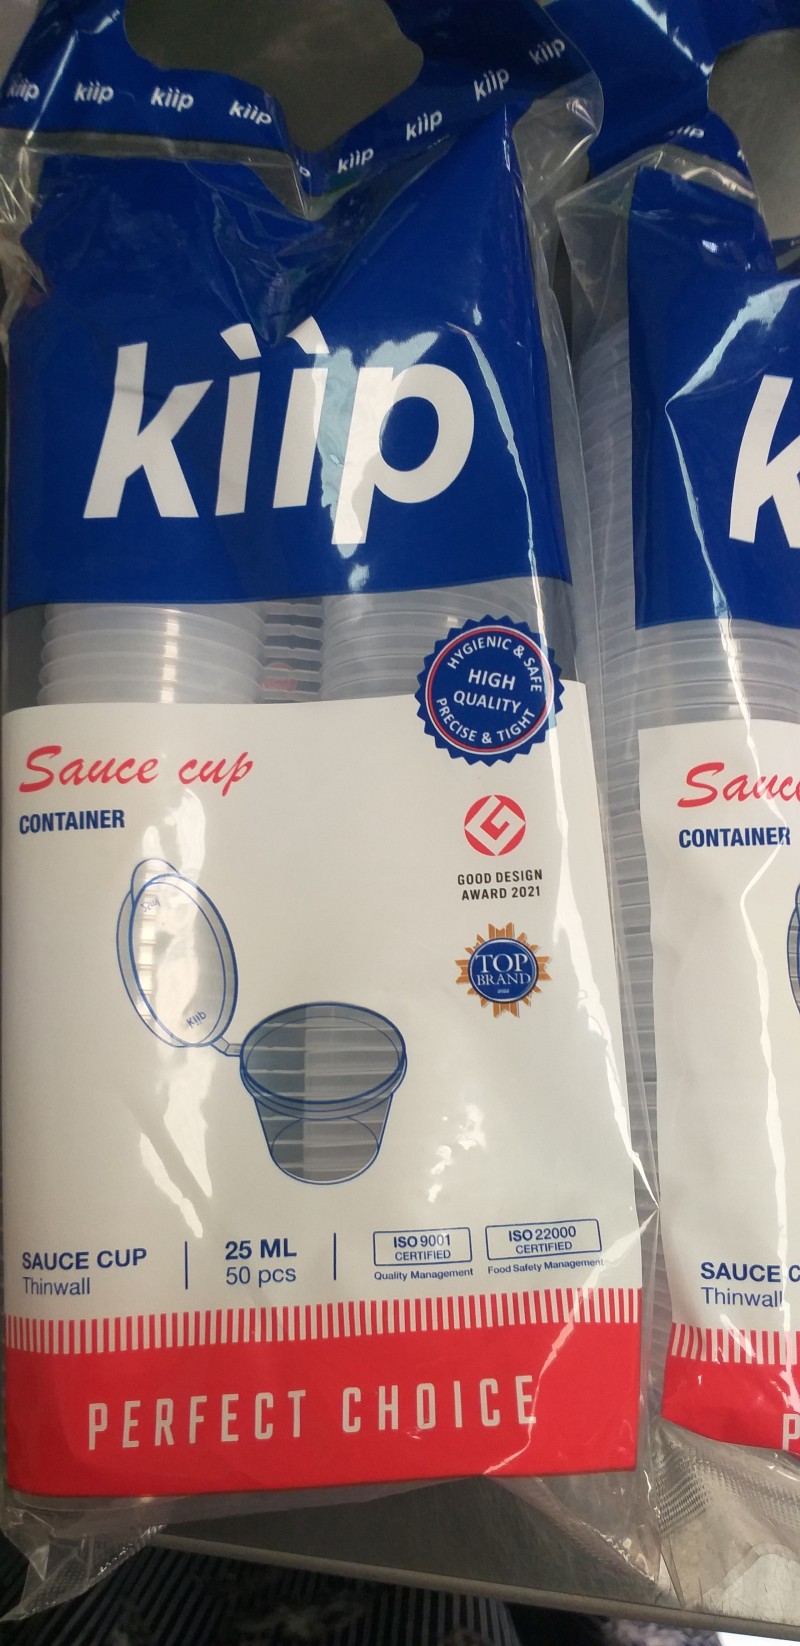 kiip kiip kiip kiip kiip kiip kiip kiip
kiip
HYGIENIC & SAFE
HIGH
QUALITY
PRECISE & TIGHT
Sauce cup
CONTAINER
GOOD DESIGN
AWARD 2021
TOP
BRAND
kiip
SAUCE CUP
Thinwall
25 ML
50 pcs
ISO 9001
CERTIFIED
Quality Management
ISO 22000
CERTIFIED
Food Safety Management
PERFECT CHOICE
k
Sauc
CONTAINER
SAUCE C
Thinwall
P